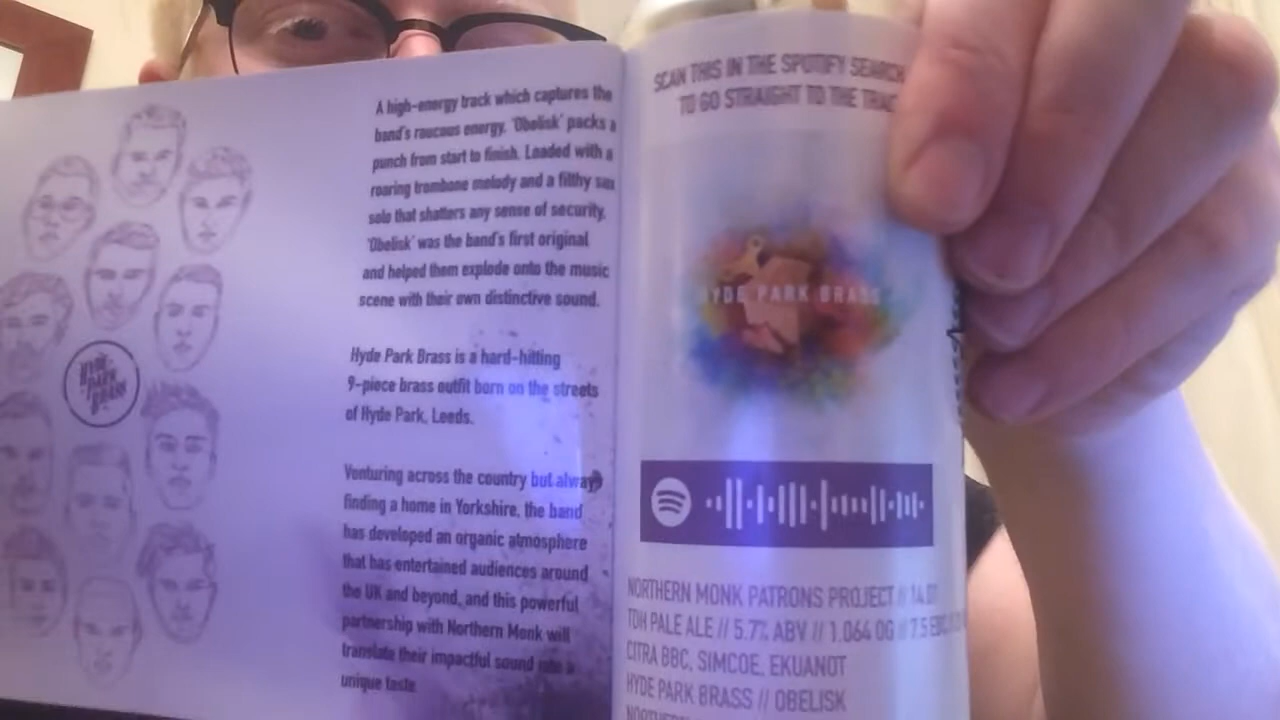 A high-energy track which captures the
band's raucous energy, 'Obelisk' packs a
punch from start to finish. Loaded with a
roaring trombone melody and a filthy sax
solo that shatters any sense of security,
'Obelisk' was the band's first original
and helped them explode onto the music
scene with their own distinctive sound.
Hyde Park Brass is a hard-hitting
9-piece brass outfit born on the streets
of Hyde Park, Leeds.
Venturing across the country but always
finding a home in Yorkshire, the band
has developed an organic atmosphere
that has entertained audiences around
the UK and beyond, and this powerful
partnership with Northern Monk will
translate their impactful sound into a
unique taste
HYDE PARK BRASS
SCAN THIS IN THE SPOTIFY SEARCH
TO GO STRAIGHT TO THE TRAC
HYDE PARK BRASS
NORTHERN MONK PATRONS PROJECT //
TDH PALE ALE // 5.7% ABV // 1.064 OG // 7.5
CITRA BBC, SIMCOE, EKUANOT
HYDE PARK BRASS // OBELISK
NORTHERN